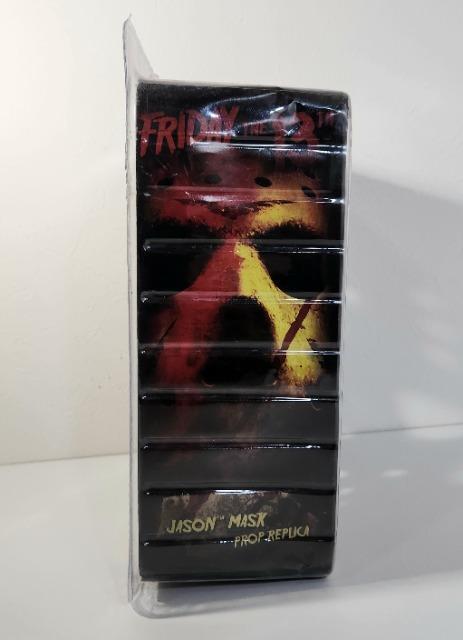 FRIDAY THE 13TH
JASON™ MASK
PROP REPLICA